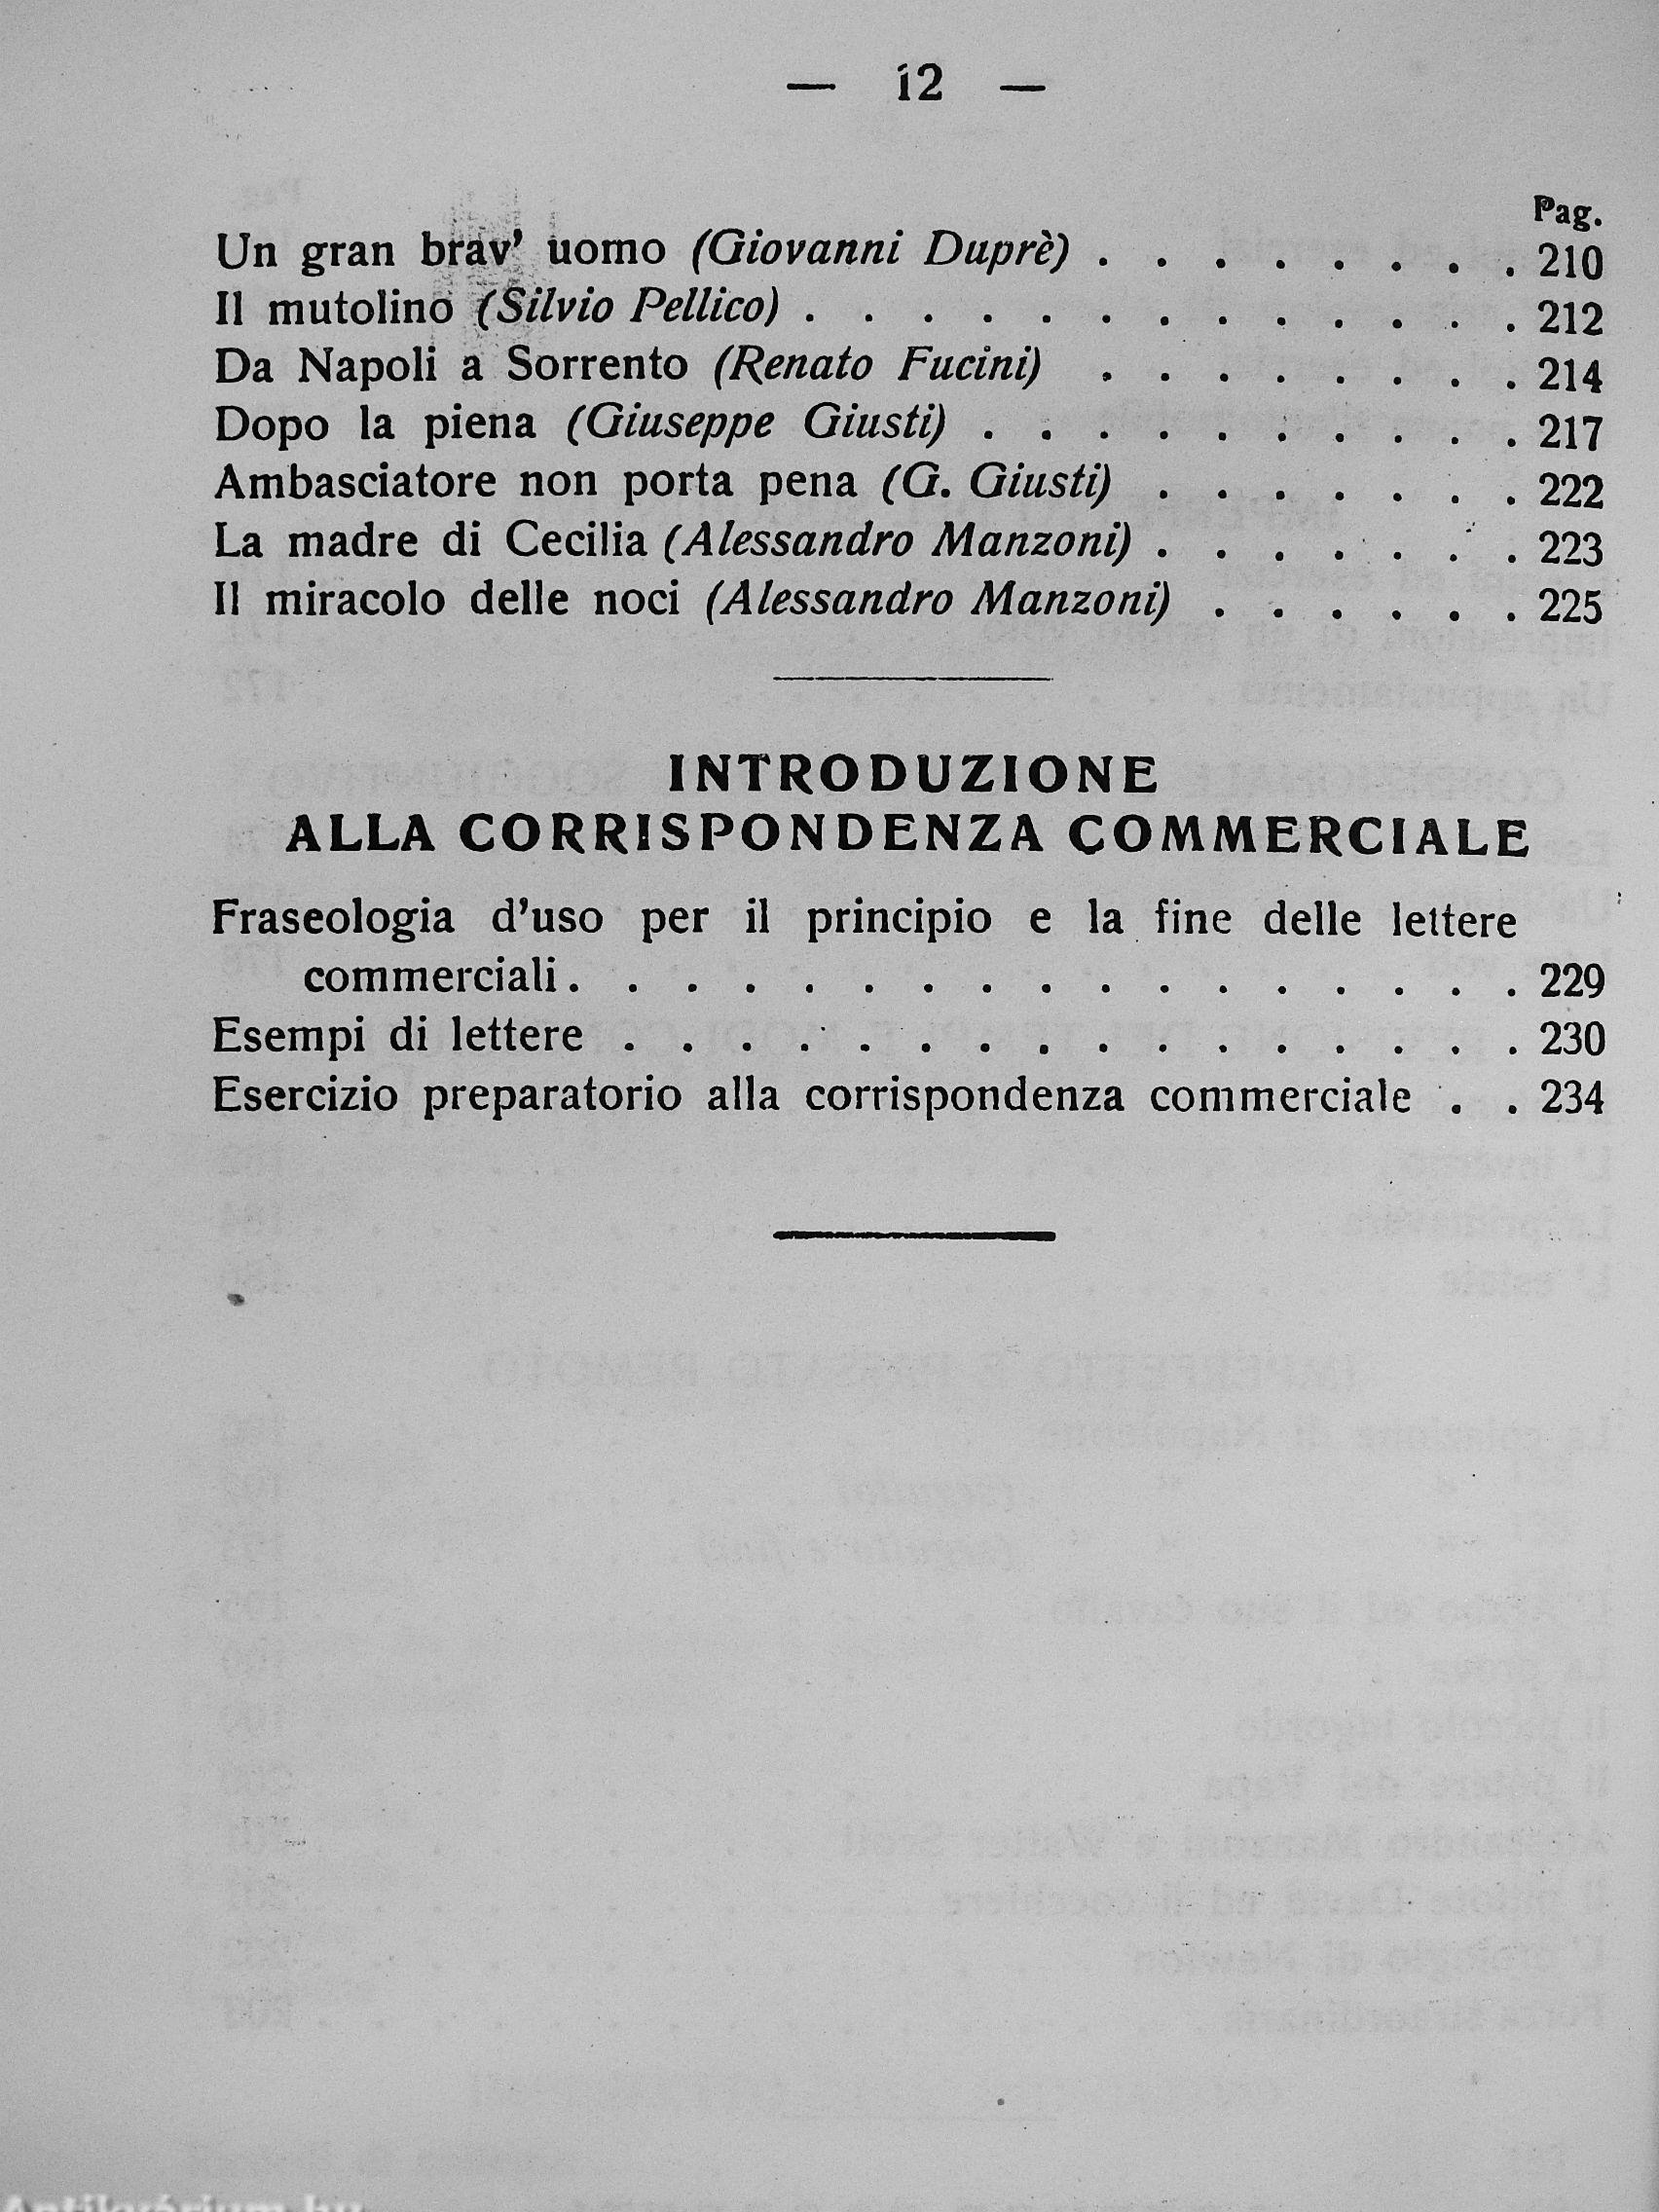 — 12 —
Pag.
Un gran brav' uomo (Giovanni Duprè) . . . . . . . . 210
Il mutolino (Silvio Pellico) . . . . . . . . . . . . . 212
Da Napoli a Sorrento (Renato Fucini) . . . . . . . . 214
Dopo la piena (Giuseppe Giusti) . . . . . . . . . . 217
Ambasciatore non porta pena (G. Giusti) . . . . . . . 222
La madre di Cecilia (Alessandro Manzoni) . . . . . . . 223
Il miracolo delle noci (Alessandro Manzoni) . . . . . . 225
INTRODUZIONE
ALLA CORRISPONDENZA COMMERCIALE
Fraseologia d'uso per il principio e la fine delle lettere
commerciali . . . . . . . . . . . . . . . . . 229
Esempi di lettere . . . . . . . . . . . . . . . . 230
Esercizio preparatorio alla corrispondenza commerciale . . 234